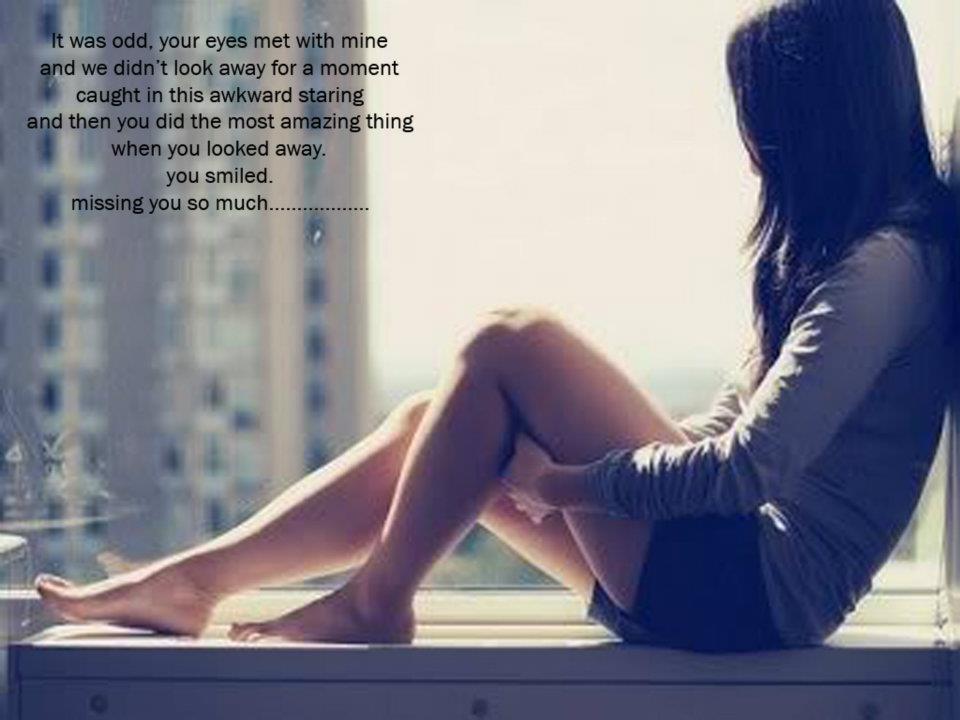 It was odd, your eyes met with mine
and we didn't look away for a moment
caught in this awkward staring
and then you did the most amazing thing
when you looked away.
you smiled.
missing you so much..................